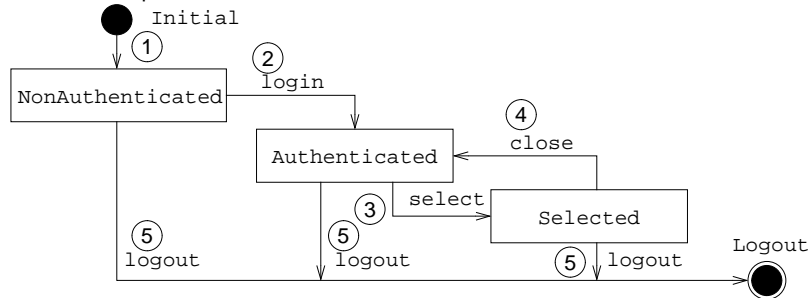 Initial
1
2
login
NonAuthenticated
4
close
Authenticated
select
3
Selected
5
logout
5
logout
5
logout
Logout